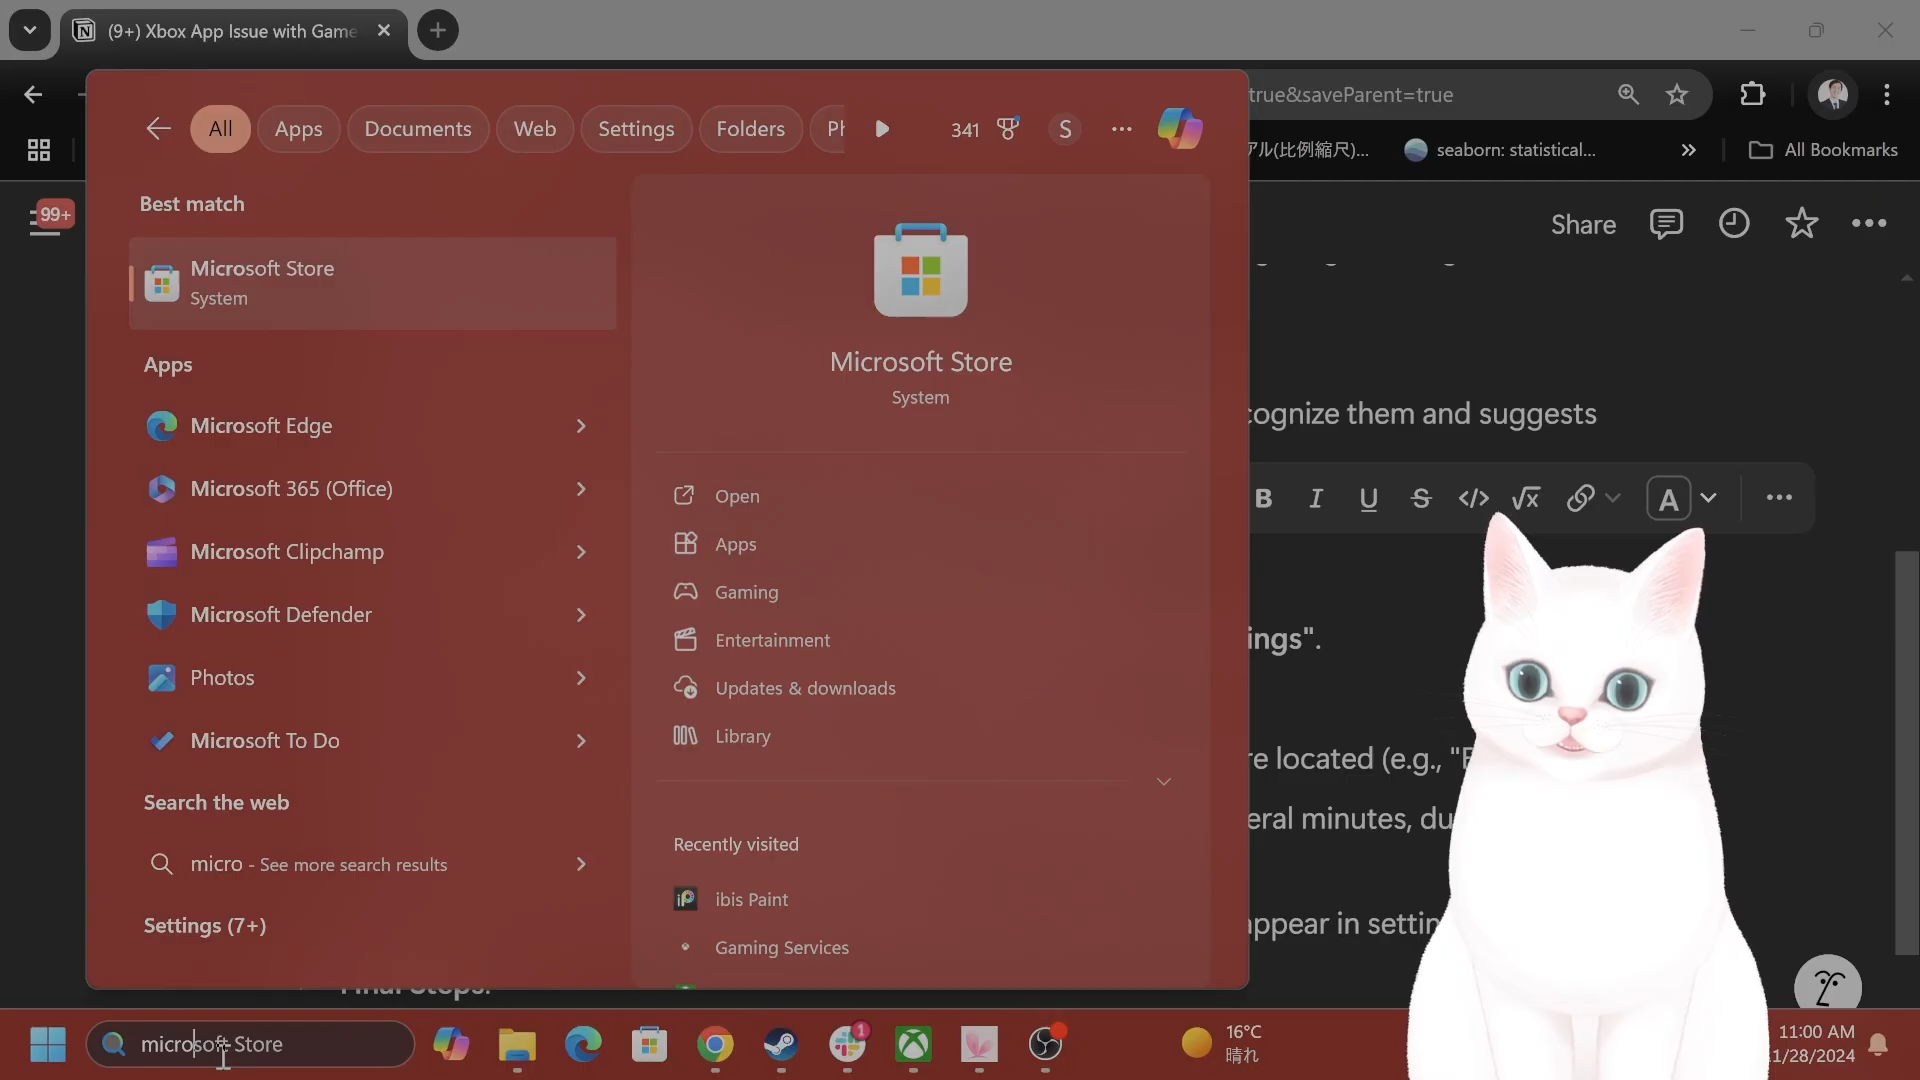 (9+) Xbox App Issue with Game
true&saveParent=true
アル(比例縮尺)...
seaborn: statistical...
All Bookmarks
All
Apps
Documents
Web
Settings
Folders
341
S
99+
Share
Best match
Microsoft Store
System
Apps
Microsoft Edge
Microsoft 365 (Office)
Microsoft Clipchamp
Microsoft Defender
Photos
Microsoft To Do
Search the web
micro - See more search results
Settings (7+)
Microsoft Store
System
Open
Apps
Gaming
Entertainment
Updates & downloads
Library
Recently visited
ibis Paint
Gaming Services
cognize them and suggests
B I U S </> √x A
ings".
re located (e.g., "
eral minutes, du
appear in settin
Final Steps:
microsoft Store
1
16°C
晴れ
11:00 AM
1/28/2024